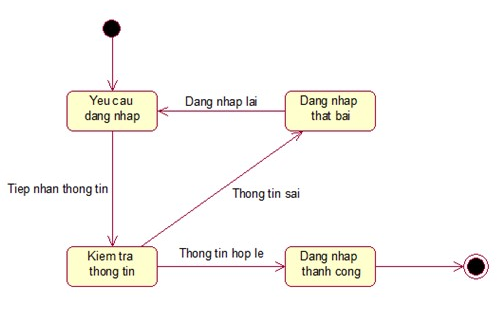 Yeu cau
dang nhap
Dang nhap lai
Dang nhap
that bai
Tiep nhan thong tin
Thong tin sai
Kiem tra
thong tin
Thong tin hop le
Dang nhap
thanh cong